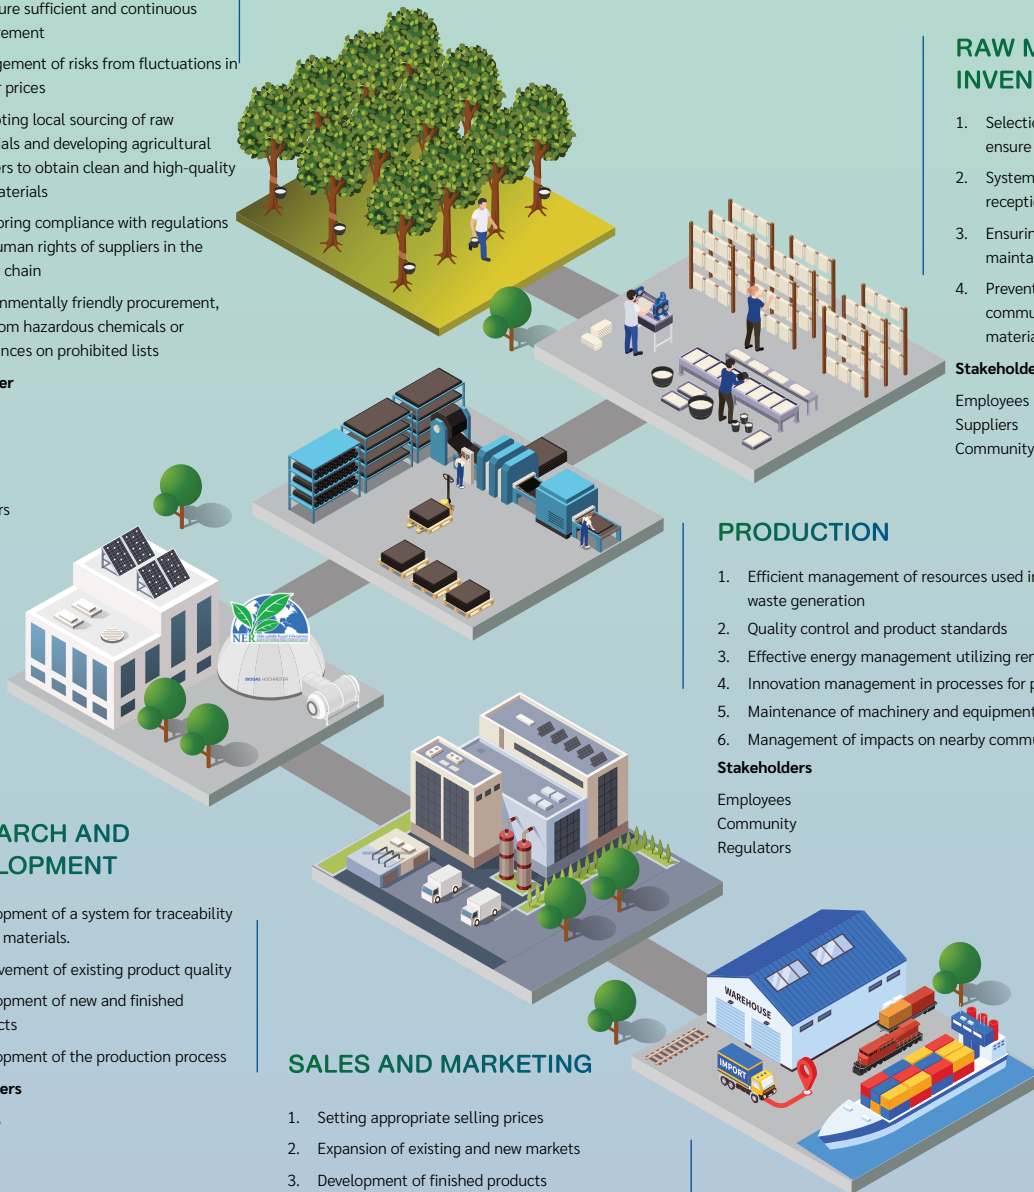 ure sufficient and continuous
rement
gement of risks from fluctuations in
r prices
ting local sourcing of raw
ials and developing agricultural
ers to obtain clean and high-quality
aterials
oring compliance with regulations
uman rights of suppliers in the
chain
nmentally friendly procurement,
om hazardous chemicals or
nces on prohibited lists
er
rs
RAW M
INVEN
1. Selectio
ensure
2. System
recepti
3. Ensurin
mainta
4. Prevent
commu
materia
Stakeholde
Employees
Suppliers
Community
PRODUCTION
1. Efficient management of resources used i
waste generation
2. Quality control and product standards
3. Effective energy management utilizing ren
4. Innovation management in processes for p
5. Maintenance of machinery and equipment
6. Management of impacts on nearby commu
Stakeholders
Employees
Community
Regulators
NER
BIOGAS HOCHREITER
ARCH AND
LOPMENT
opment of a system for traceability
materials.
vement of existing product quality
opment of new and finished
cts
opment of the production process
ers
WAREHOUSE
IMPORT
SALES AND MARKETING
1. Setting appropriate selling prices
2. Expansion of existing and new markets
3. Development of finished products